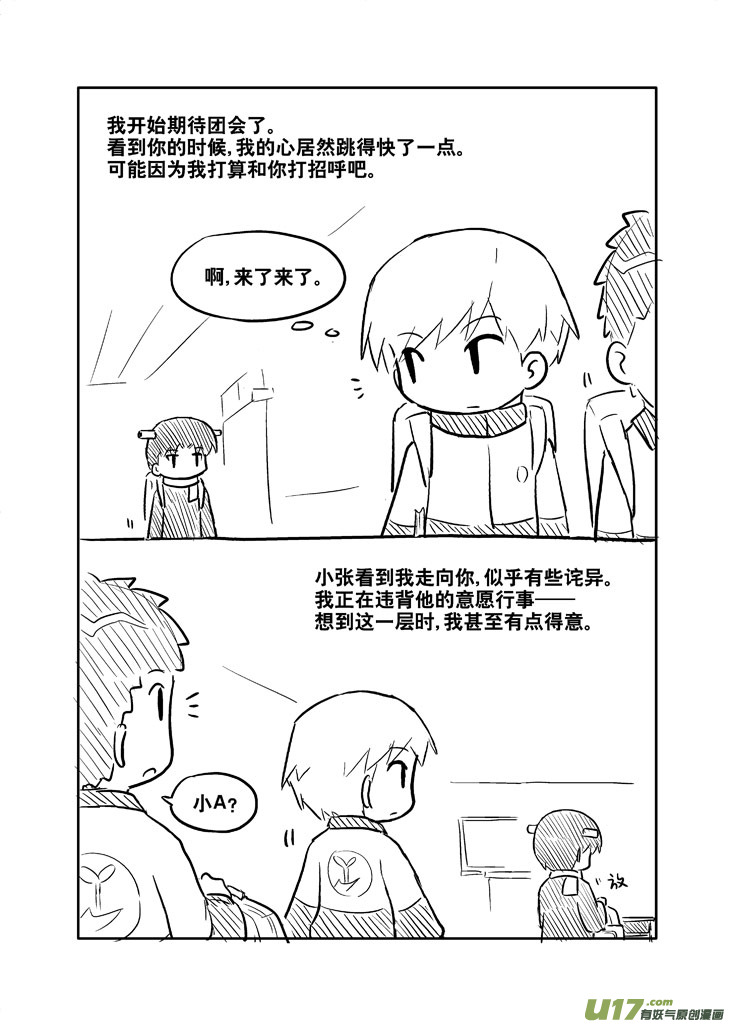 我开始期待团会了。
看到你的时候,我的心居然跳得快了一点。
可能因为我打算和你打招呼吧。
啊,来了来了。
小张看到我走向你,似乎有些诧异。
我正在违背他的意愿行事——
想到这一层时,我甚至有点得意。
小A?
放
U17.com
有妖气原创漫画